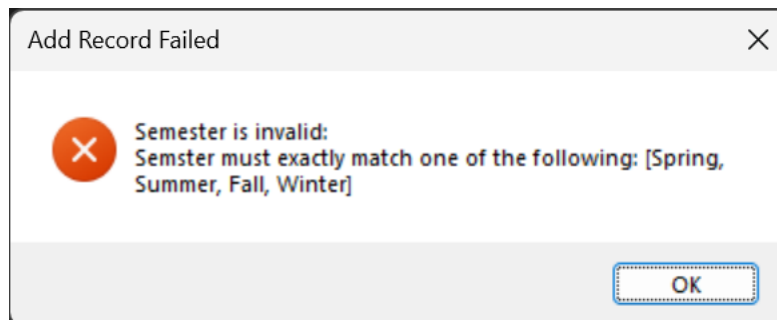 Add Record Failed
Semester is invalid:
Semster must exactly match one of the following: [Spring,
Summer, Fall, Winter]
OK